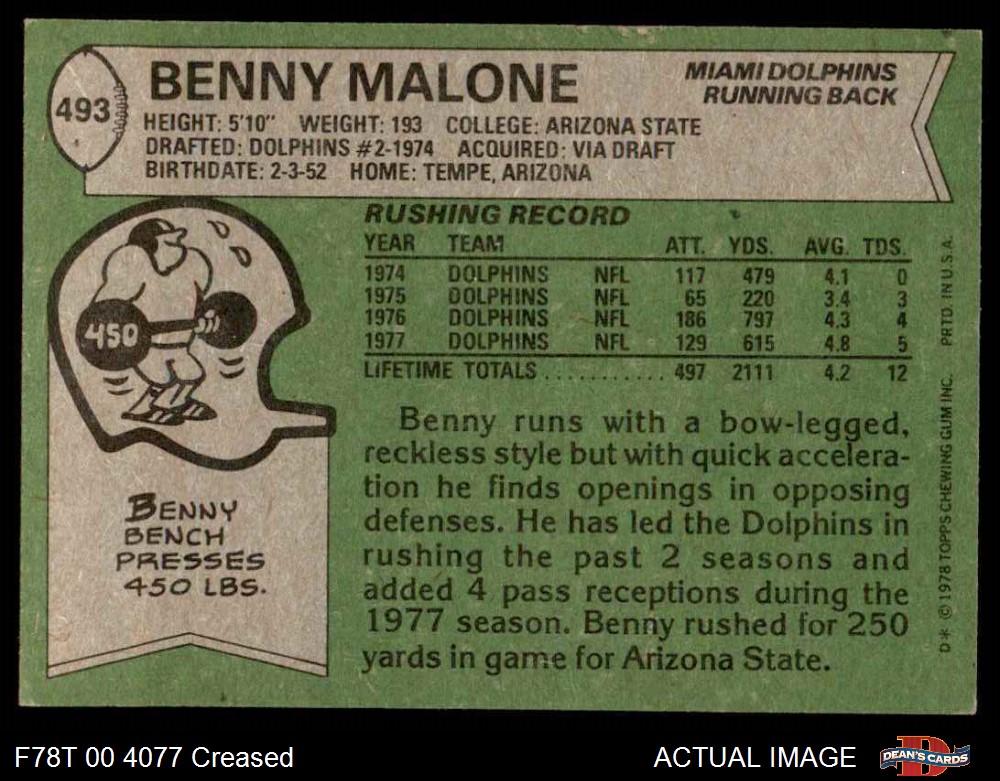 493
BENNY MALONE
MIAMI DOLPHINS
RUNNING BACK
HEIGHT: 5'10" WEIGHT: 193 COLLEGE: ARIZONA STATE
DRAFTED: DOLPHINS #2-1974 ACQUIRED: VIA DRAFT
BIRTHDATE: 2-3-52 HOME: TEMPE, ARIZONA
RUSHING RECORD
YEAR TEAM ATT. YDS. AVG. TDS.
1974 DOLPHINS NFL 117 479 4.1 0
1975 DOLPHINS NFL 65 220 3.4 3
1976 DOLPHINS NFL 186 797 4.3 4
1977 DOLPHINS NFL 129 615 4.8 5
LIFETIME TOTALS........... 497 2111 4.2 12
450
BENNY
BENCH
PRESSES
450 LBS.
Benny runs with a bow-legged,
reckless style but with quick accelera-
tion he finds openings in opposing
defenses. He has led the Dolphins in
rushing the past 2 seasons and
added 4 pass receptions during the
1977 season. Benny rushed for 250
yards in game for Arizona State.
D* © 1978 TOPPS CHEWING GUM INC. PRTD. IN U.S.A.
F78T 00 4077 Creased
ACTUAL IMAGE
DEAN'S CARDS